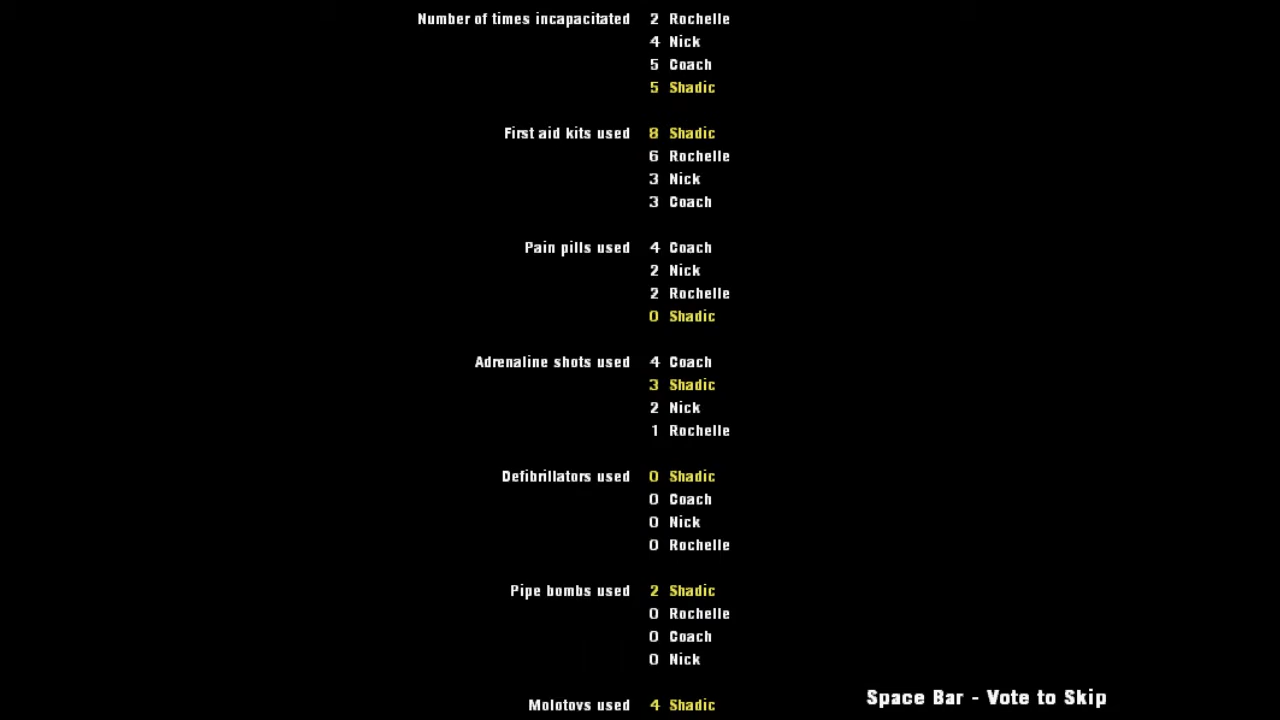 Number of times incapacitated 2 Rochelle
4 Nick
5 Coach
5 Shadic
First aid kits used 8 Shadic
6 Rochelle
3 Nick
3 Coach
Pain pills used 4 Coach
2 Nick
2 Rochelle
0 Shadic
Adrenaline shots used 4 Coach
3 Shadic
2 Nick
1 Rochelle
Defibrillators used 0 Shadic
0 Coach
0 Nick
0 Rochelle
Pipe bombs used 2 Shadic
0 Rochelle
0 Coach
0 Nick
Molotovs used 4 Shadic
Space Bar - Vote to Skip